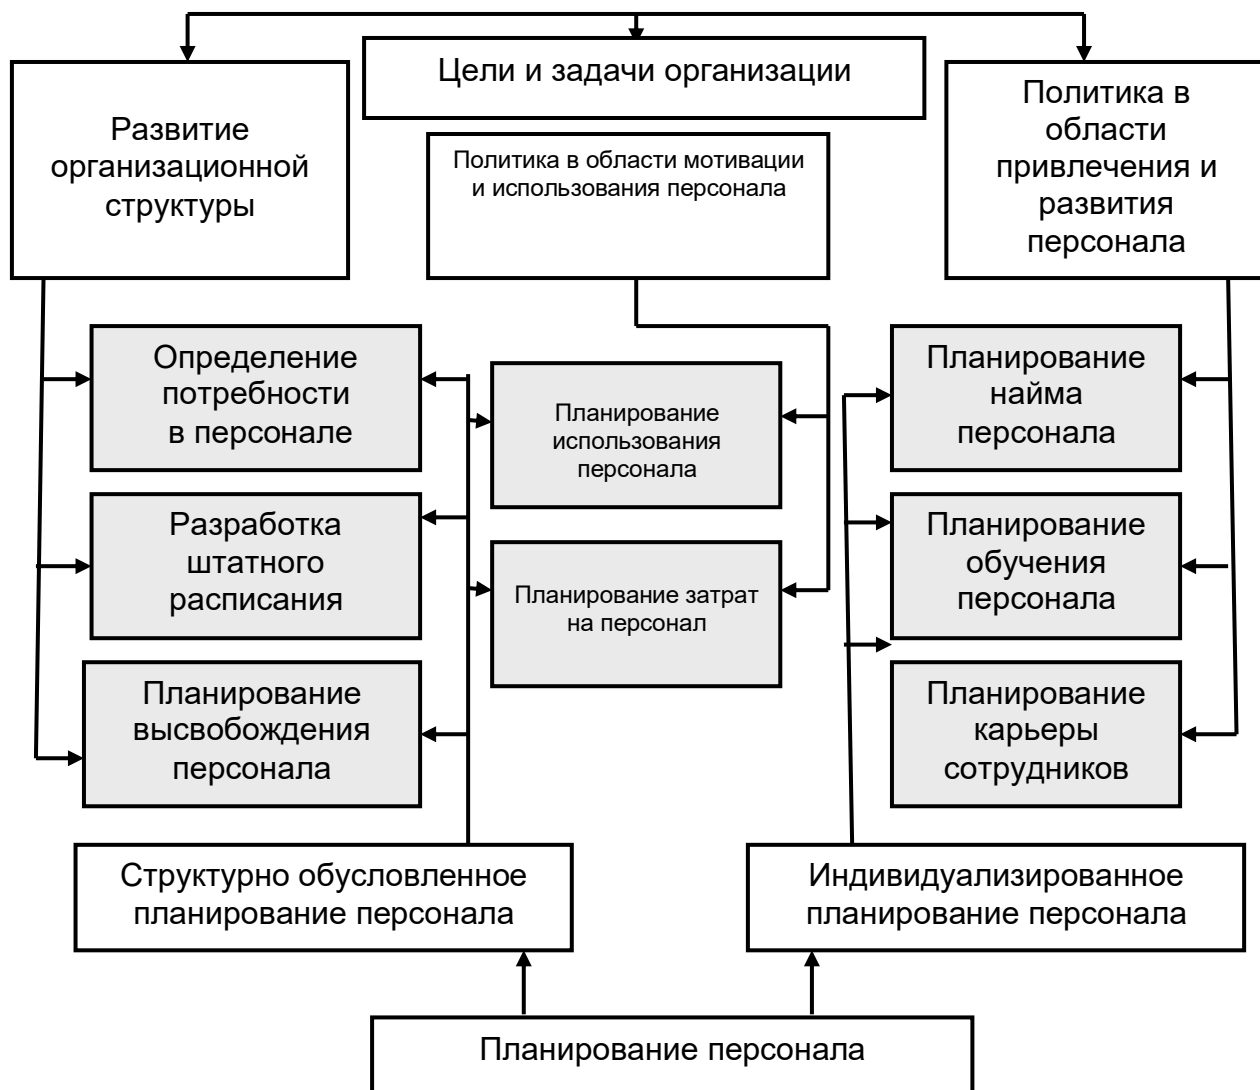 Цели и задачи организации
Развитие
организационной
структуры
Политика в области мотивации
и использования персонала
Политика в
области
привлечения и
развития
персонала
Определение
потребности
в персонале
Планирование
использования
персонала
Планирование
найма
персонала
Разработка
штатного
расписания
Планирование затрат
на персонал
Планирование
обучения
персонала
Планирование
высвобождения
персонала
Планирование
карьеры
сотрудников
Структурно обусловленное
планирование персонала
Индивидуализированное
планирование персонала
Планирование персонала